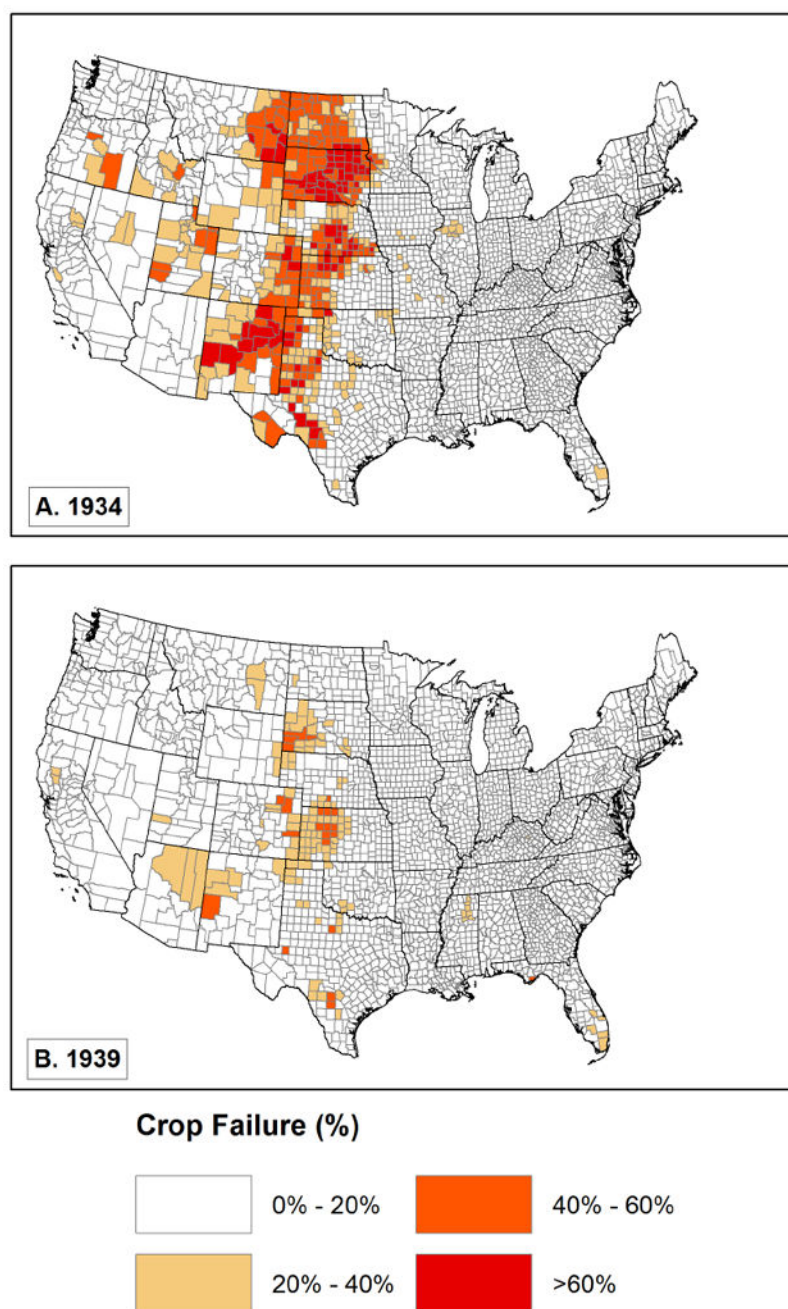 A. 1934
B. 1939
Crop Failure (%)
0% - 20%
40% - 60%
20% - 40%
>60%